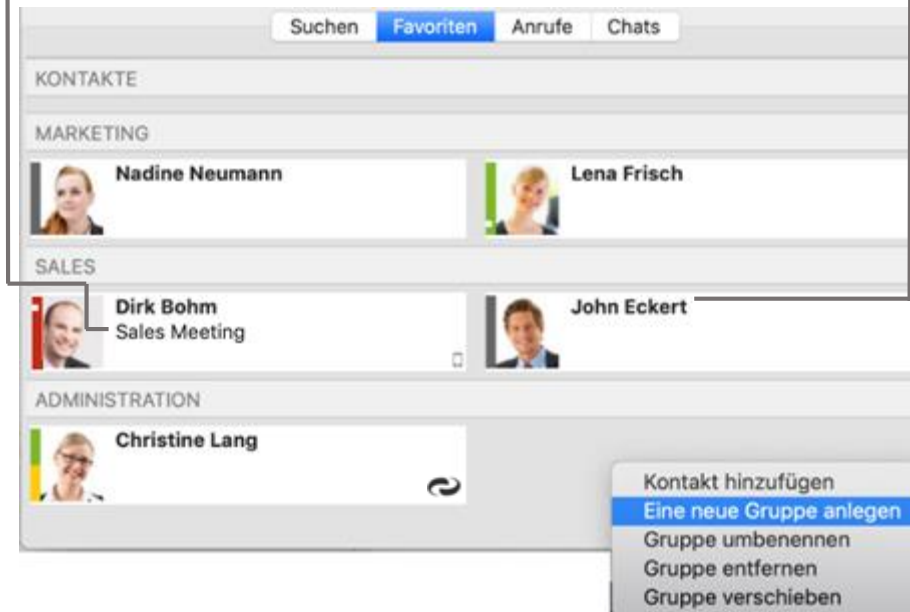 Suchen Favoriten Anrufe Chats
KONTAKTE
MARKETING
Nadine Neumann
Lena Frisch
SALES
Dirk Bohm
Sales Meeting
John Eckert
ADMINISTRATION
Christine Lang
Kontakt hinzufügen
Eine neue Gruppe anlegen
Gruppe umbenennen
Gruppe entfernen
Gruppe verschieben